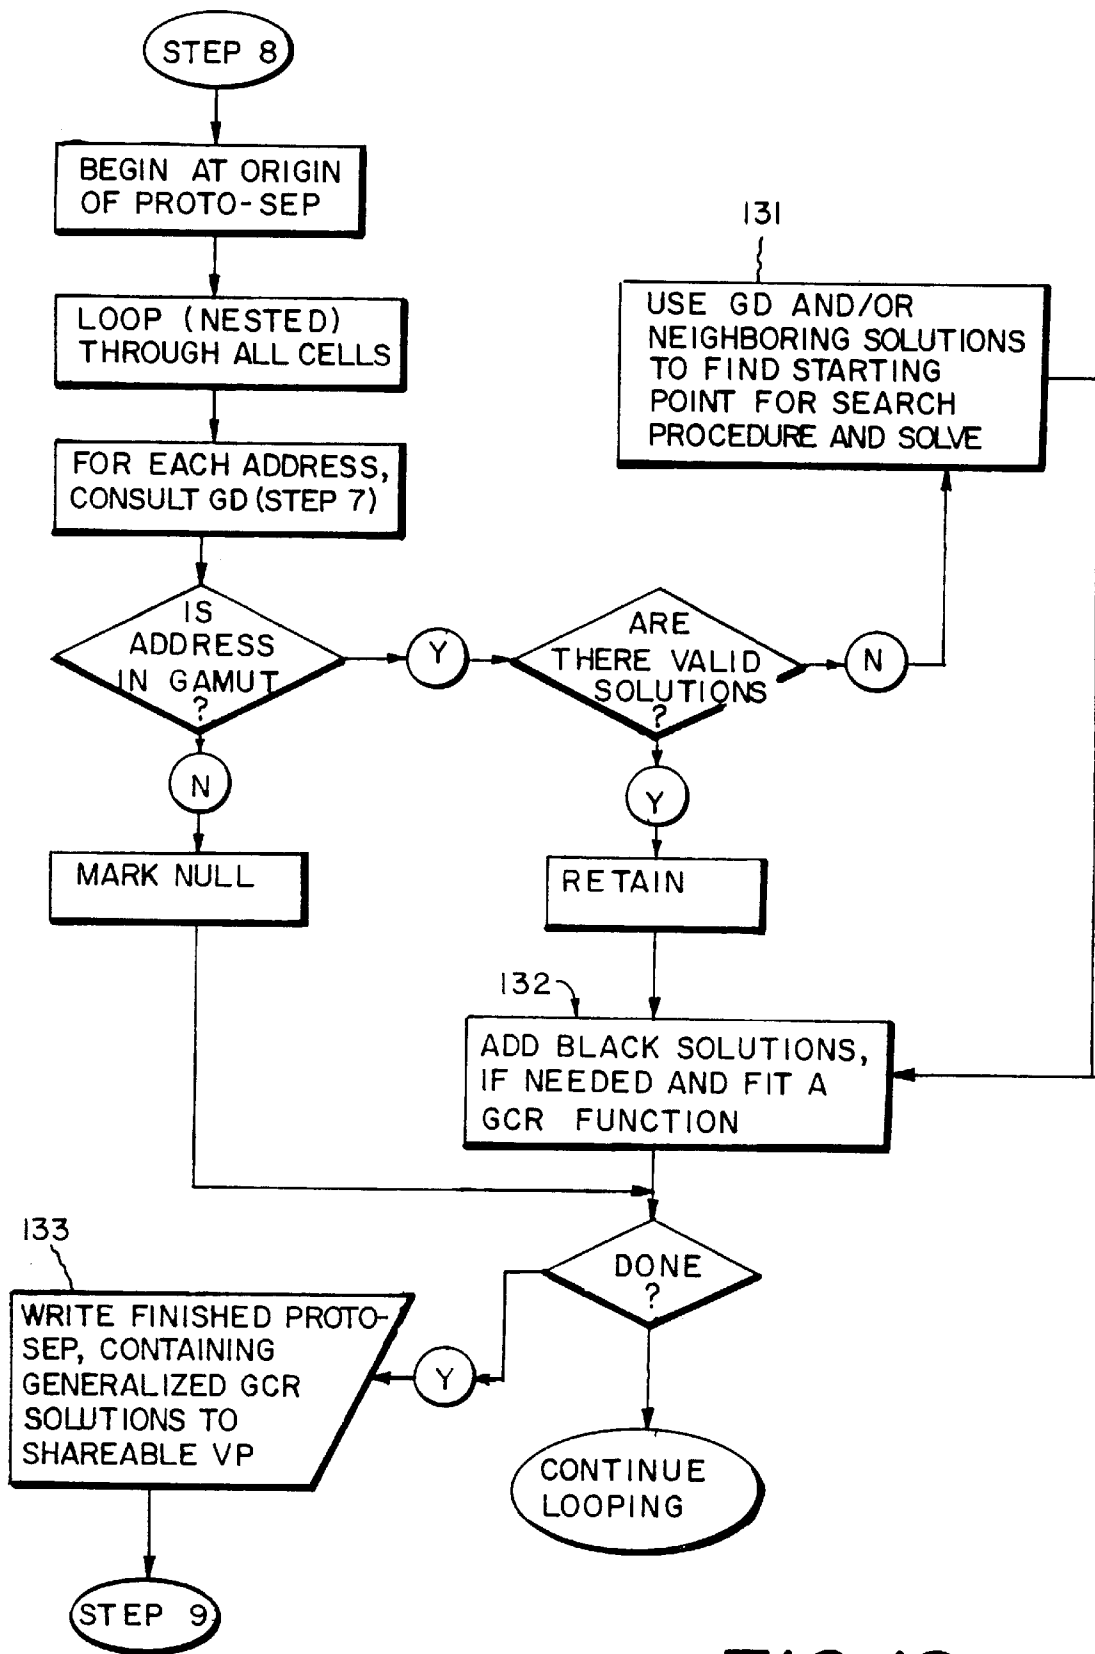 STEP 8
BEGIN AT ORIGIN
OF PROTO-SEP
LOOP (NESTED)
THROUGH ALL CELLS
FOR EACH ADDRESS,
CONSULT GD (STEP 7)
IS
ADDRESS
IN GAMUT
?
Y
ARE
THERE VALID
SOLUTIONS
?
N
131
USE GD AND/OR
NEIGHBORING SOLUTIONS
TO FIND STARTING
POINT FOR SEARCH
PROCEDURE AND SOLVE
N
MARK NULL
Y
RETAIN
132
ADD BLACK SOLUTIONS,
IF NEEDED AND FIT A
GCR FUNCTION
DONE
?
Y
133
WRITE FINISHED PROTO-
SEP, CONTAINING
GENERALIZED GCR
SOLUTIONS TO
SHAREABLE VP
CONTINUE
LOOPING
STEP 9